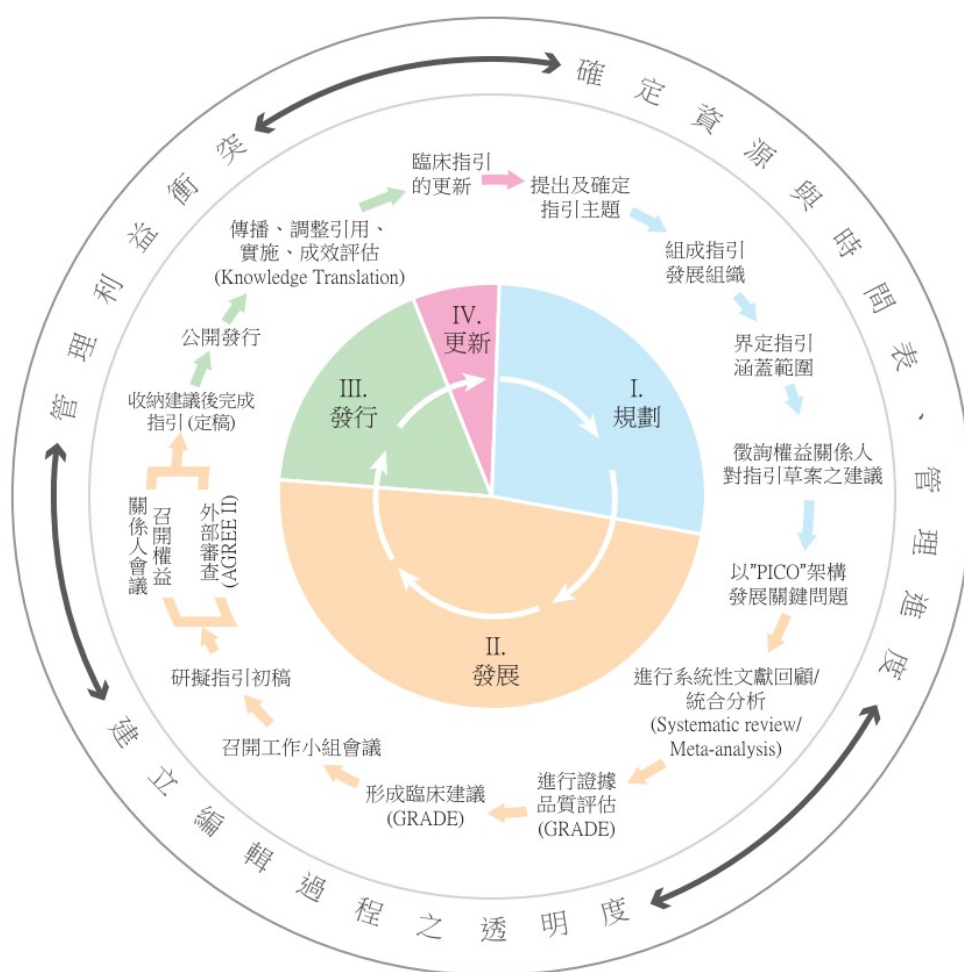 確定資源與時間表、管理進度
建立編輯過程之透明度
管理利益衝突
臨床指引
的更新
提出及確定
指引主題
組成指引
發展組織
界定指引
涵蓋範圍
徵詢權益關係人
對指引草案之建議
以”PICO”架構
發展關鍵問題
進行系統性文獻回顧/
統合分析
(Systematic review/
Meta-analysis)
進行證據
品質評估
(GRADE)
形成臨床建議
(GRADE)
召開工作小組會議
研擬指引初稿
召開權益
關係人會議
外部審查
(AGREE II)
收納建議後完成
指引 (定稿)
公開發行
傳播、調整引用、
實施、成效評估
(Knowledge Translation)
I.
規劃
II.
發展
III.
發行
IV.
更新